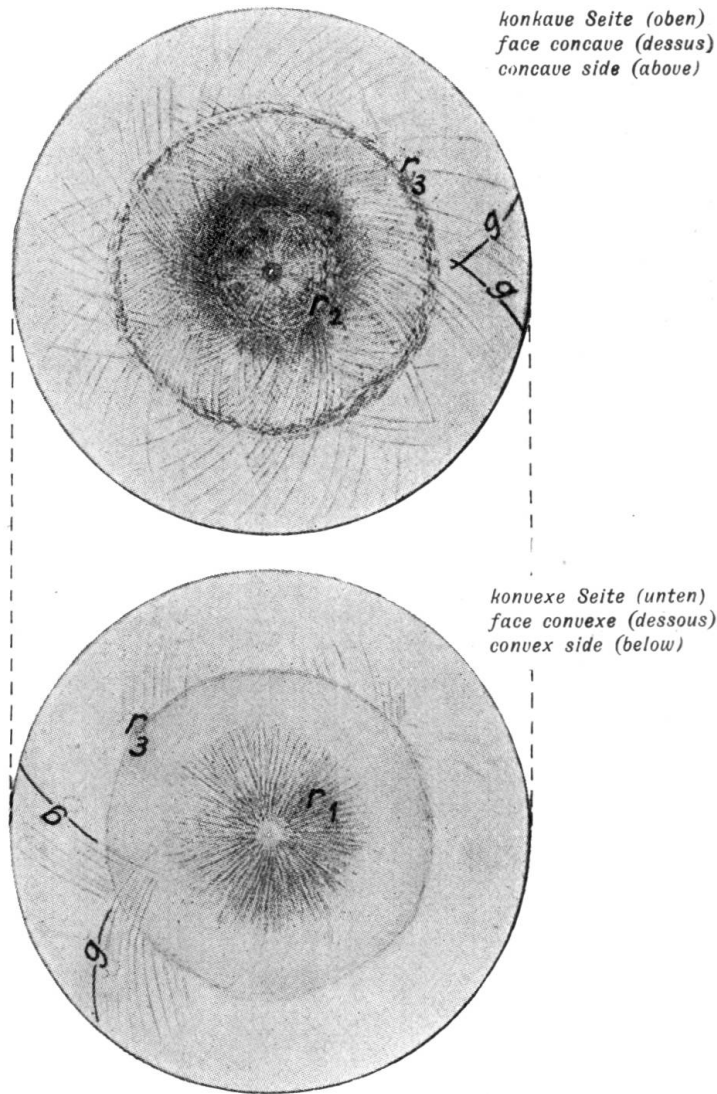 konkave Seite (oben)
face concave (dessus)
concave side (above)
r3
g
g
r2
konvexe Seite (unten)
face convexe (dessous)
convex side (below)
r3
r1
g
g